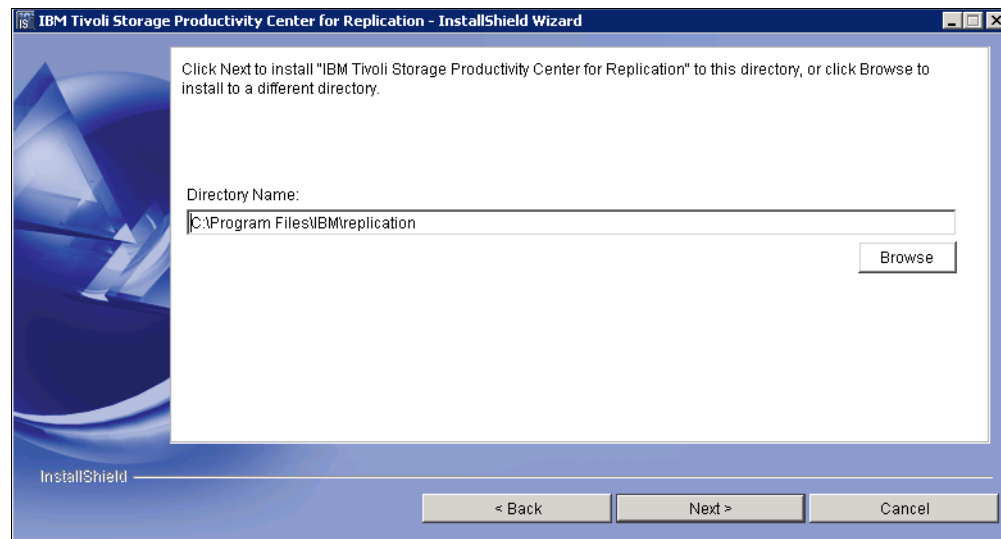 IBM Tivoli Storage Productivity Center for Replication - InstallShield Wizard
Click Next to install "IBM Tivoli Storage Productivity Center for Replication" to this directory, or click Browse to
install to a different directory.
Directory Name:
C:\Program Files\IBM\replication
Browse
InstallShield
< Back
Next >
Cancel